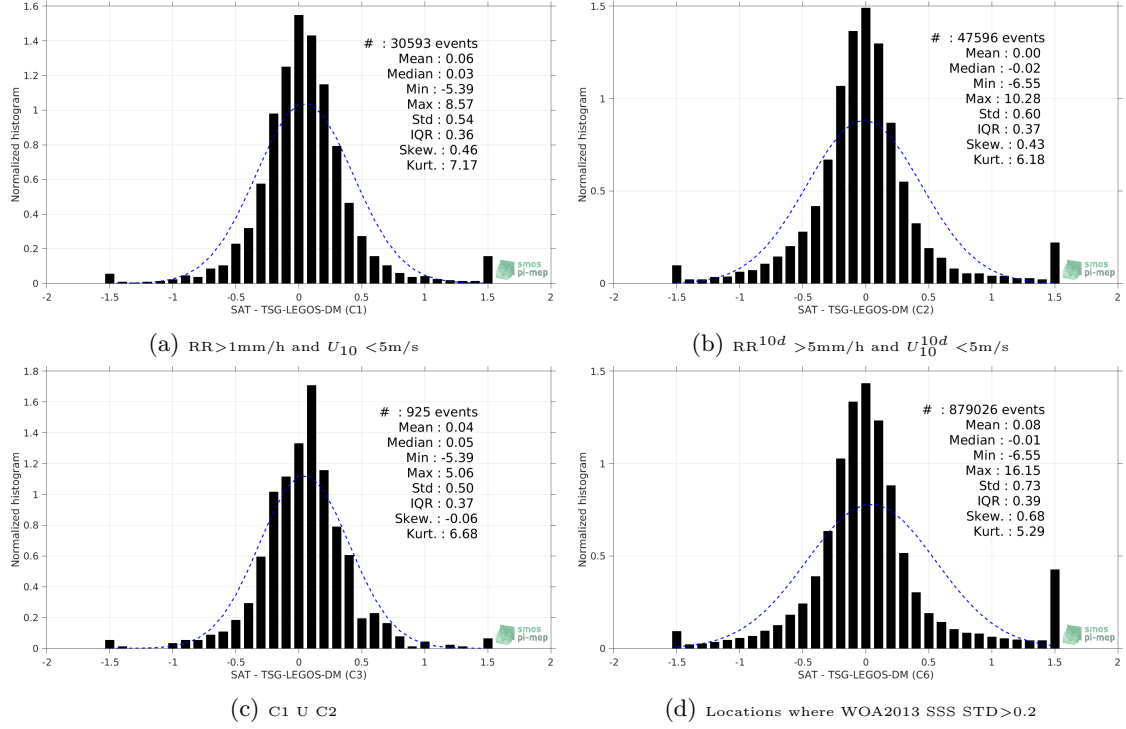 1.6
1.4
1.2
1
0.8
0.6
0.4
0.2
0
Normalized histogram
# : 30593 events
Mean : 0.06
Median : 0.03
Min : -5.39
Max : 8.57
Std : 0.54
IQR : 0.36
Skew. : 0.46
Kurt. : 7.17
smos
pi-mep
-2 -1.5 -1 -0.5 0 0.5 1 1.5 2
SAT - TSG-LEGOS-DM (C1)
(a) RR>1mm/h and U10 <5m/s
1.5
1
0.5
0
Normalized histogram
# : 47596 events
Mean : 0.00
Median : -0.02
Min : -6.55
Max : 10.28
Std : 0.60
IQR : 0.37
Skew. : 0.43
Kurt. : 6.18
smos
pi-mep
-2 -1.5 -1 -0.5 0 0.5 1 1.5 2
SAT - TSG-LEGOS-DM (C2)
(b) RR^10d >5mm/h and U_10^10d <5m/s
1.8
1.6
1.4
1.2
1
0.8
0.6
0.4
0.2
0
Normalized histogram
# : 925 events
Mean : 0.04
Median : 0.05
Min : -5.39
Max : 5.06
Std : 0.50
IQR : 0.37
Skew. : -0.06
Kurt. : 6.68
smos
pi-mep
-2 -1.5 -1 -0.5 0 0.5 1 1.5 2
SAT - TSG-LEGOS-DM (C3)
(c) C1 U C2
1.5
1
0.5
0
Normalized histogram
# : 879026 events
Mean : 0.08
Median : -0.01
Min : -6.55
Max : 16.15
Std : 0.73
IQR : 0.39
Skew. : 0.68
Kurt. : 5.29
smos
pi-mep
-2 -1.5 -1 -0.5 0 0.5 1 1.5 2
SAT - TSG-LEGOS-DM (C6)
(d) Locations where WOA2013 SSS STD>0.2